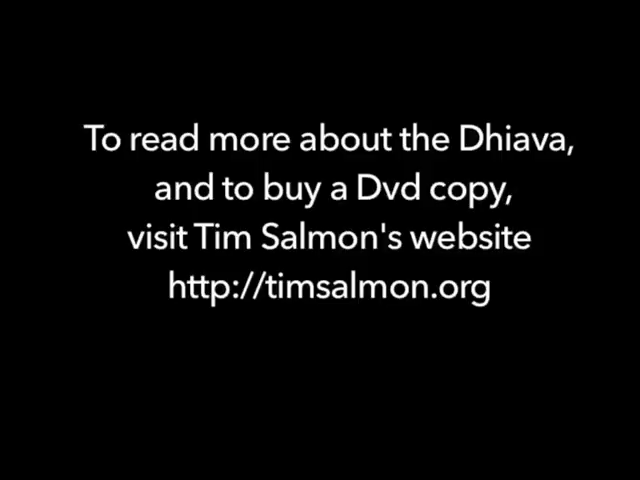 To read more about the Dhiava,
and to buy a Dvd copy,
visit Tim Salmon's website
http://timsalmon.org